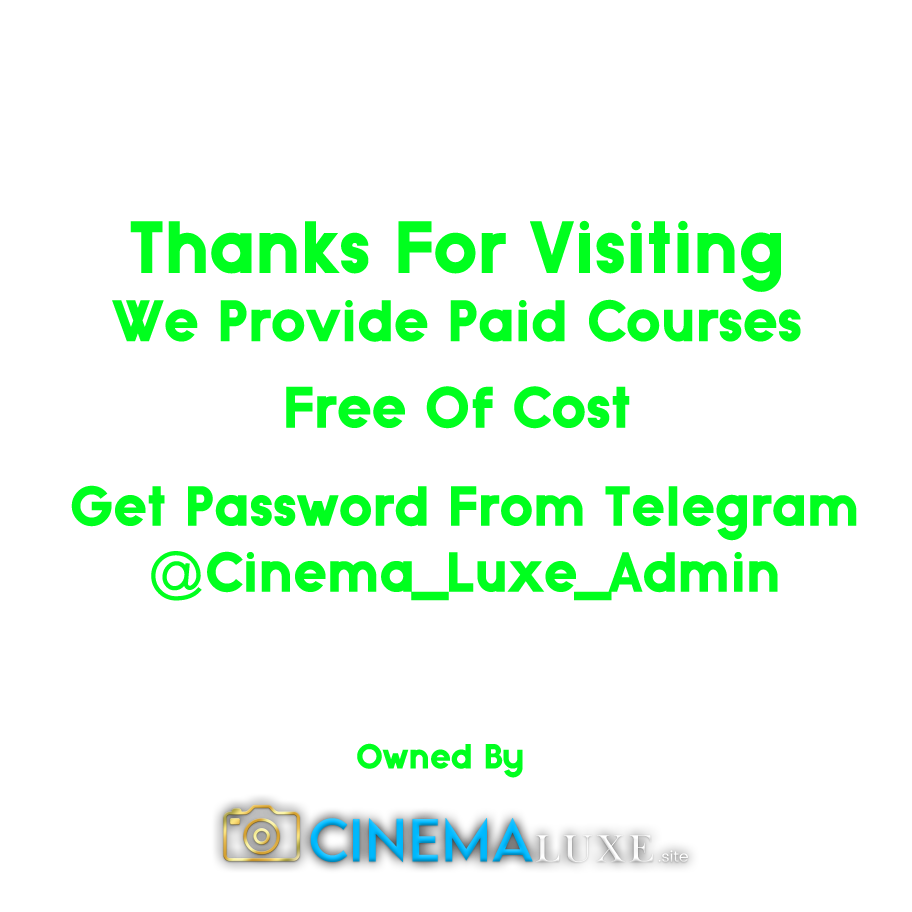 Thanks For Visiting
We Provide Paid Courses
Free Of Cost
Get Password From Telegram
@Cinema_Luxe_Admin
Owned By
CINEMALUXE site